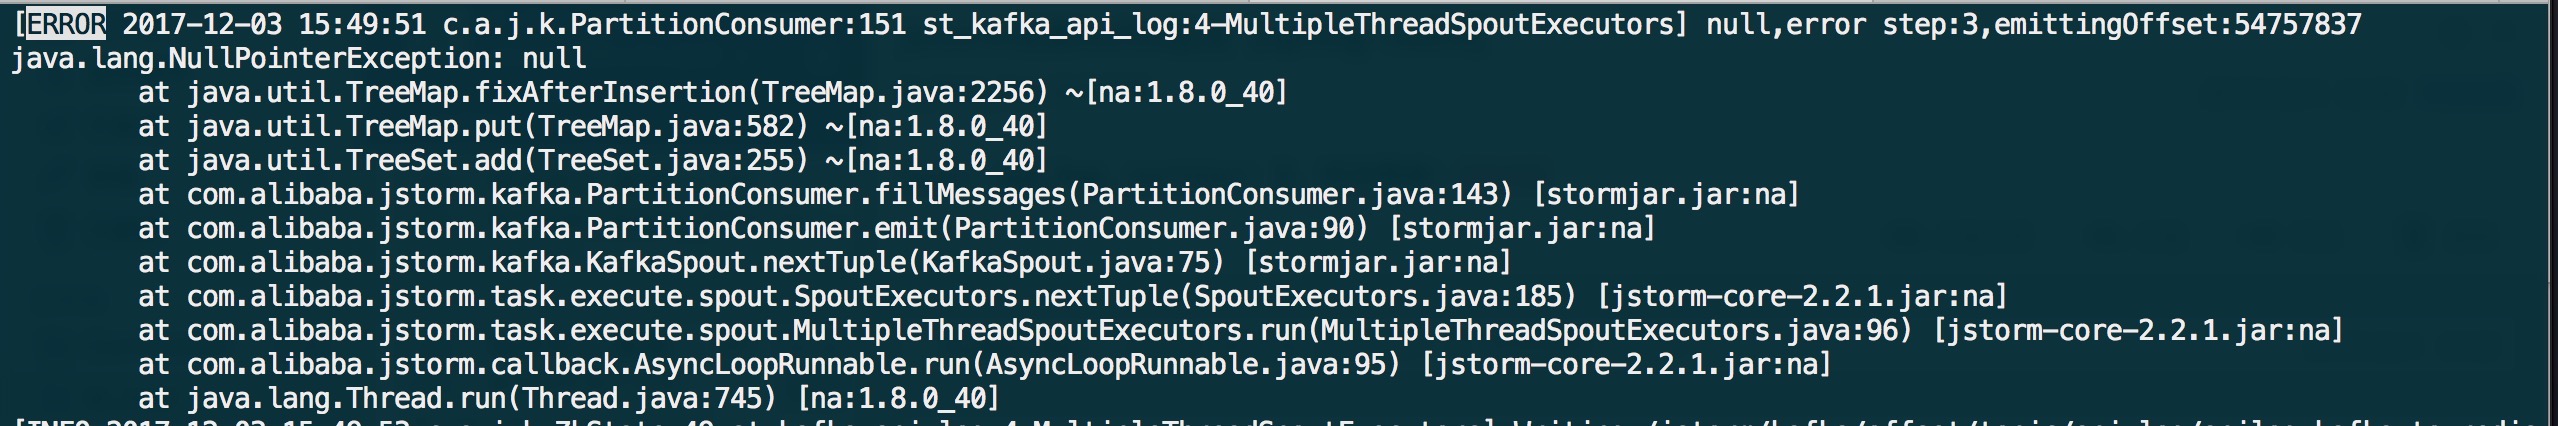 [ERROR 2017-12-03 15:49:51 c.a.j.k.PartitionConsumer:151 st_kafka_api_log:4-MultipleThreadSpoutExecutors] null,error step:3,emittingOffset:54757837
java.lang.NullPointerException: null
at java.util.TreeMap.fixAfterInsertion(TreeMap.java:2256) ~[na:1.8.0_40]
at java.util.TreeMap.put(TreeMap.java:582) ~[na:1.8.0_40]
at java.util.TreeSet.add(TreeSet.java:255) ~[na:1.8.0_40]
at com.alibaba.jstorm.kafka.PartitionConsumer.fillMessages(PartitionConsumer.java:143) [stormjar.jar:na]
at com.alibaba.jstorm.kafka.PartitionConsumer.emit(PartitionConsumer.java:90) [stormjar.jar:na]
at com.alibaba.jstorm.kafka.KafkaSpout.nextTuple(KafkaSpout.java:75) [stormjar.jar:na]
at com.alibaba.jstorm.task.execute.spout.SpoutExecutors.nextTuple(SpoutExecutors.java:185) [jstorm-core-2.2.1.jar:na]
at com.alibaba.jstorm.task.execute.spout.MultipleThreadSpoutExecutors.run(MultipleThreadSpoutExecutors.java:96) [jstorm-core-2.2.1.jar:na]
at com.alibaba.jstorm.callback.AsyncLoopRunnable.run(AsyncLoopRunnable.java:95) [jstorm-core-2.2.1.jar:na]
at java.lang.Thread.run(Thread.java:745) [na:1.8.0_40]